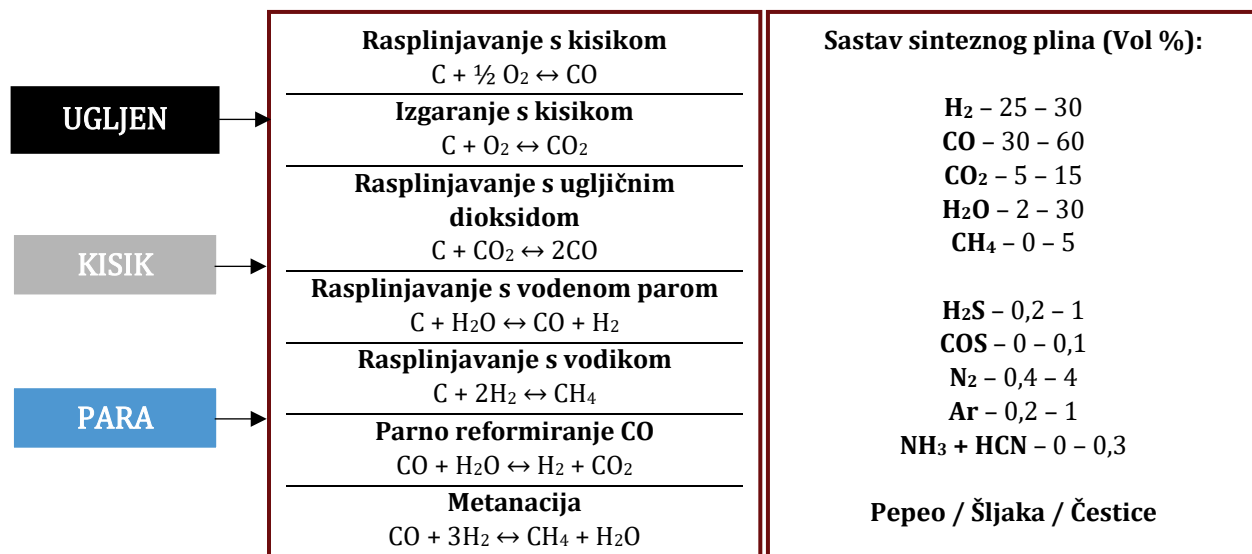 UGLJEN
KISIK
PARA
Rasplinjavanje s kisikom
C + ½ O₂ ↔ CO
Izgaranje s kisikom
C + O₂ ↔ CO₂
Rasplinjavanje s ugljičnim
dioksidom
C + CO₂ ↔ 2CO
Rasplinjavanje s vodenom parom
C + H₂O ↔ CO + H₂
Rasplinjavanje s vodikom
C + 2H₂ ↔ CH₄
Parno reformiranje CO
CO + H₂O ↔ H₂ + CO₂
Metanacija
CO + 3H₂ ↔ CH₄ + H₂O
Sastav sinteznog plina (Vol %):
H₂ – 25 – 30
CO – 30 – 60
CO₂ – 5 – 15
H₂O – 2 – 30
CH₄ – 0 – 5
H₂S – 0,2 – 1
COS – 0 – 0,1
N₂ – 0,4 – 4
Ar – 0,2 – 1
NH₃ + HCN – 0 – 0,3
Pepeo / Šljaka / Čestice